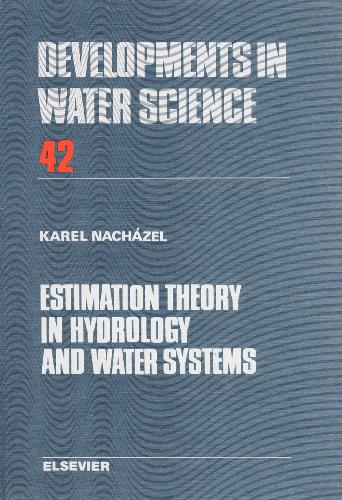 DEVELOPMENTS IN
WATER SCIENCE
42
KAREL NACHÁZEL
ESTIMATION THEORY
IN HYDROLOGY
AND WATER SYSTEMS
ELSEVIER